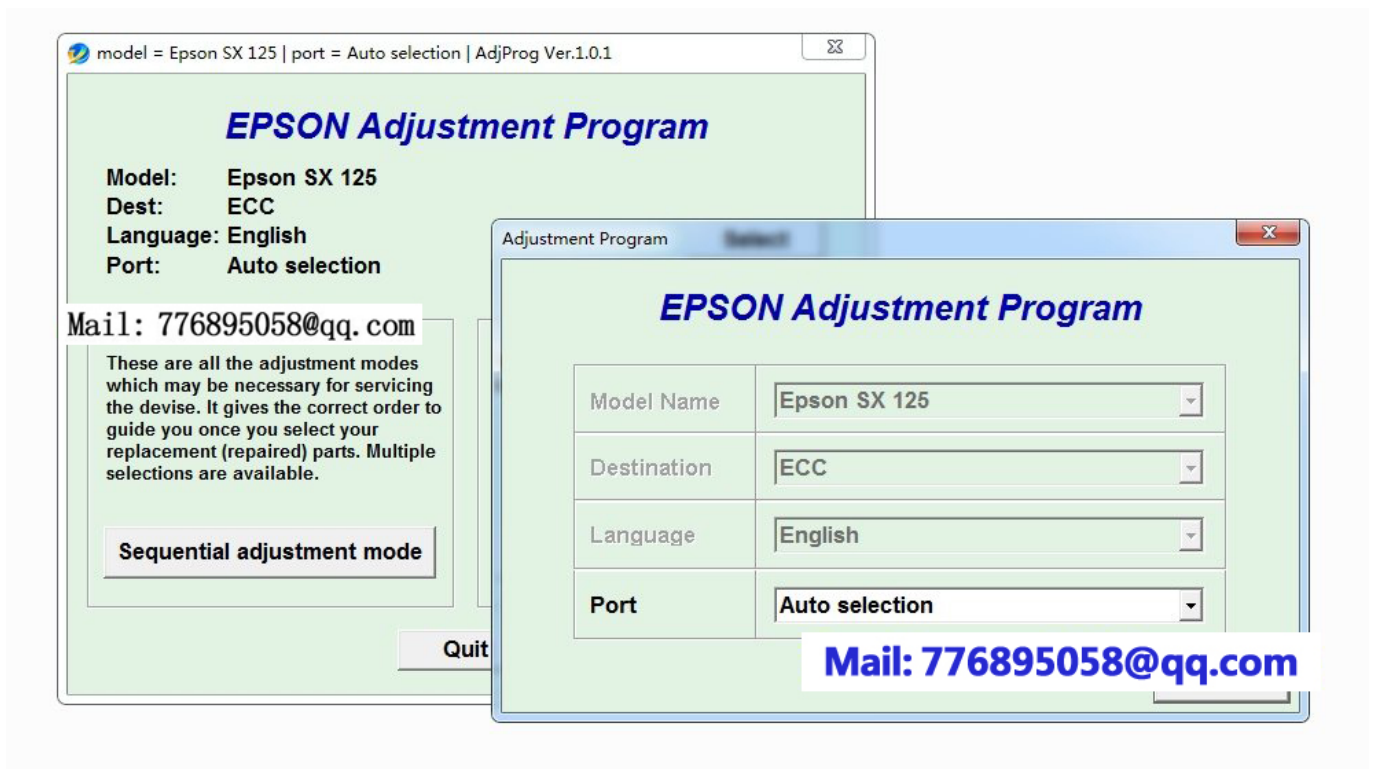 model = Epson SX 125 | port = Auto selection | AdjProg Ver.1.0.1
EPSON Adjustment Program
Model: Epson SX 125
Dest: ECC
Language: English
Port: Auto selection
Mail: 776895058@qq.com
These are all the adjustment modes
which may be necessary for servicing
the devise. It gives the correct order to
guide you once you select your
replacement (repaired) parts. Multiple
selections are available.
Sequential adjustment mode
Quit
Adjustment Program
Select
EPSON Adjustment Program
Model Name Epson SX 125
Destination ECC
Language English
Port Auto selection
Mail: 776895058@qq.com